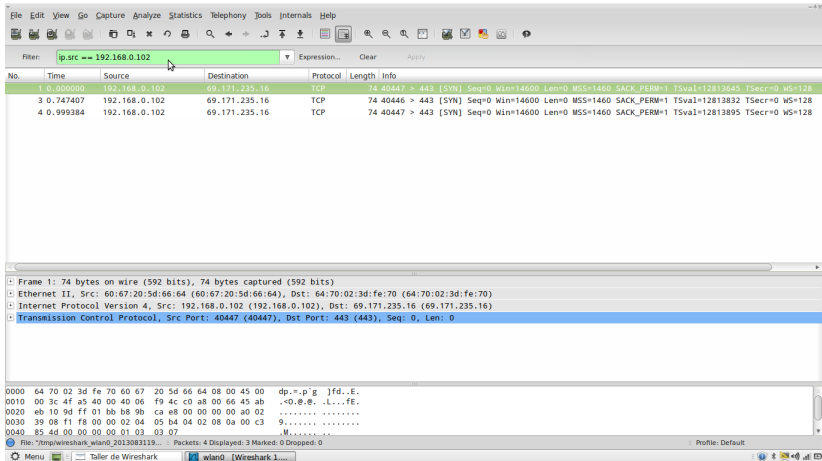 File Edit View Go Capture Analyze Statistics Telephony Tools Internals Help
Filter: ip.src == 192.168.0.102 Expression... Clear Apply
No. Time Source Destination Protocol Length Info
1 0.000000 192.168.0.102 69.171.235.16 TCP 74 40447 > 443 [SYN] Seq=0 Win=14600 Len=0 MSS=1460 SACK_PERM=1 TSval=12813645 TSecr=0 WS=128
3 0.747407 192.168.0.102 69.171.235.16 TCP 74 40446 > 443 [SYN] Seq=0 Win=14600 Len=0 MSS=1460 SACK_PERM=1 TSval=12813832 TSecr=0 WS=128
4 0.999384 192.168.0.102 69.171.235.16 TCP 74 40447 > 443 [SYN] Seq=0 Win=14600 Len=0 MSS=1460 SACK_PERM=1 TSval=12813895 TSecr=0 WS=128
Frame 1: 74 bytes on wire (592 bits), 74 bytes captured (592 bits)
Ethernet II, Src: 60:67:20:5d:66:64 (60:67:20:5d:66:64), Dst: 64:70:02:3d:fe:70 (64:70:02:3d:fe:70)
Internet Protocol Version 4, Src: 192.168.0.102 (192.168.0.102), Dst: 69.171.235.16 (69.171.235.16)
Transmission Control Protocol, Src Port: 40447 (40447), Dst Port: 443 (443), Seq: 0, Len: 0
0000 64 70 02 3d fe 70 60 67 20 5d 66 64 08 00 45 00 dp.=.p`g ]fd..E.
0010 00 3c 4f a5 40 00 40 06 f9 4c c0 a8 00 66 45 ab .<O.@.@. .L...fE.
0020 eb 10 9d ff 01 bb b8 9b ca e8 00 00 00 00 a0 02 ........ ........
0030 39 08 f1 f8 00 00 02 04 05 b4 04 02 08 0a 00 c3 9....... ........
0040 85 4d 00 00 00 00 01 03 03 07 .M...... ..
File: "/tmp/wireshark_wlan0_2013083119... Packets: 4 Displayed: 3 Marked: 0 Dropped: 0 Profile: Default
Menu Taller de Wireshark wlan0 [Wireshark 1....